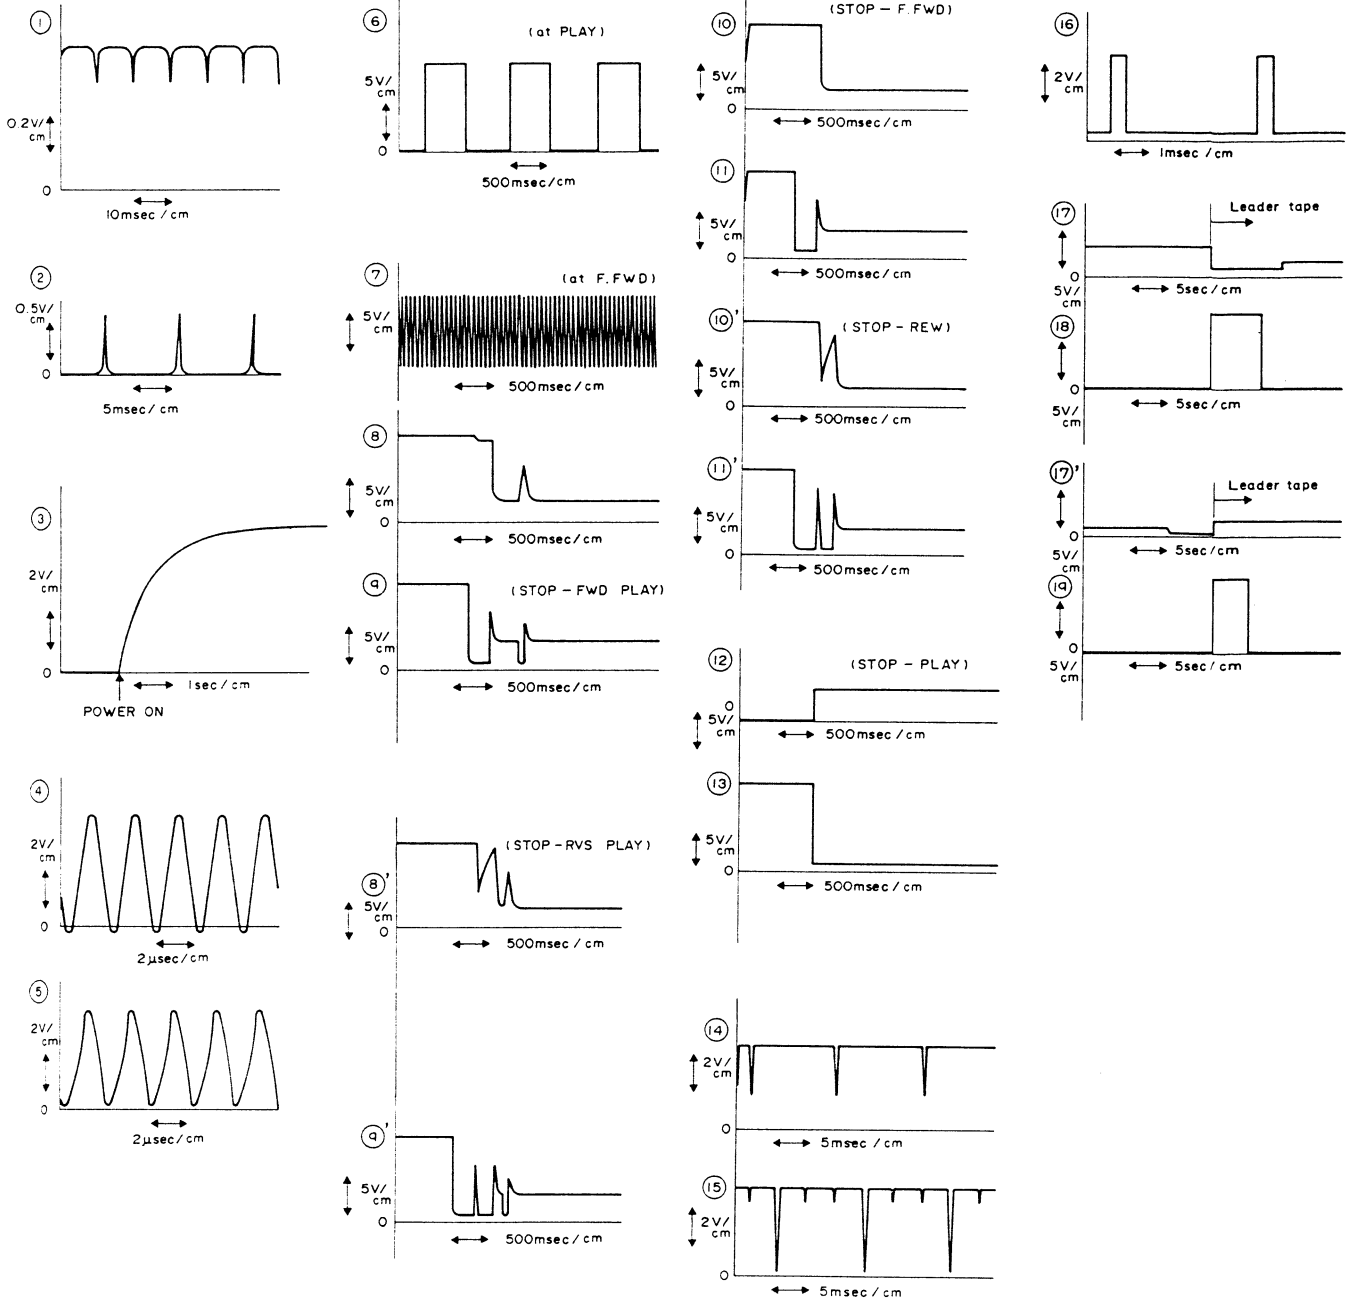 1
0.2V/
cm
0
10msec/cm
2
0.5V/
cm
0
5msec/cm
3
2V/
cm
0
1sec/cm
POWER ON
4
2V/
cm
0
2μsec/cm
5
2V/
cm
0
2μsec/cm
6
(at PLAY)
5V/
cm
0
500msec/cm
7
(at F.FWD)
5V/
cm
500msec/cm
8
5V/
cm
0
500msec/cm
9
(STOP-FWD PLAY)
5V/
cm
0
500msec/cm
(STOP-RVS PLAY)
8'
5V/
cm
0
500msec/cm
9'
5V/
cm
0
500msec/cm
10
(STOP-F.FWD)
5V/
cm
0
500msec/cm
11
5V/
cm
0
500msec/cm
10'
(STOP-REW)
5V/
cm
0
500msec/cm
11'
5V/
cm
0
500msec/cm
12
(STOP-PLAY)
0
5V/
cm
500msec/cm
13
5V/
cm
0
500msec/cm
14
2V/
cm
0
5msec/cm
15
2V/
cm
0
5msec/cm
16
2V/
cm
1msec/cm
17
Leader tape
0
5V/
cm
5sec/cm
18
0
5V/
cm
5sec/cm
17'
Leader tape
0
5V/
cm
5sec/cm
19
0
5V/
cm
5sec/cm